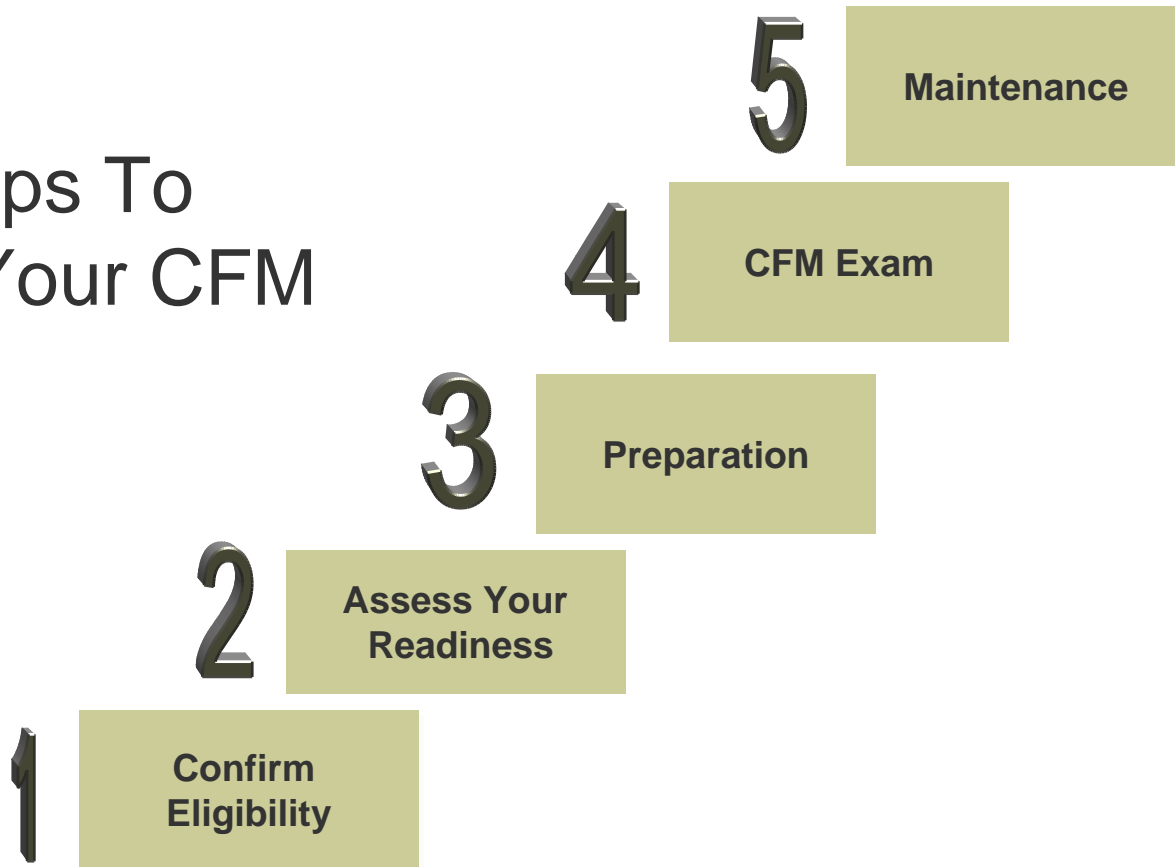 ps To
Your CFM
5
Maintenance
4
CFM Exam
3
Preparation
2
Assess Your
Readiness
1
Confirm
Eligibility